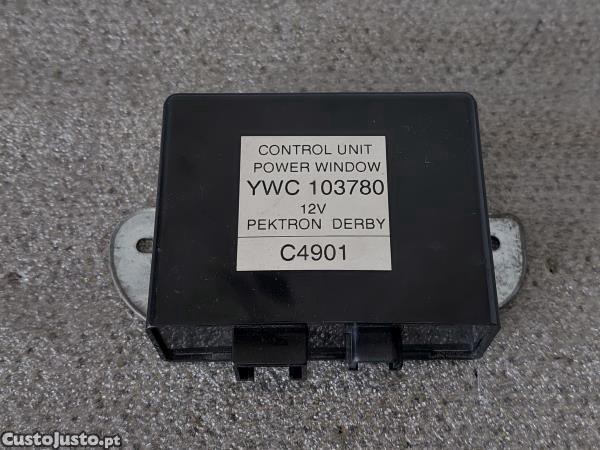 CONTROL UNIT
POWER WINDOW
YWC 103780
12V
PEKTRON DERBY
C4901
CustoJusto.pt